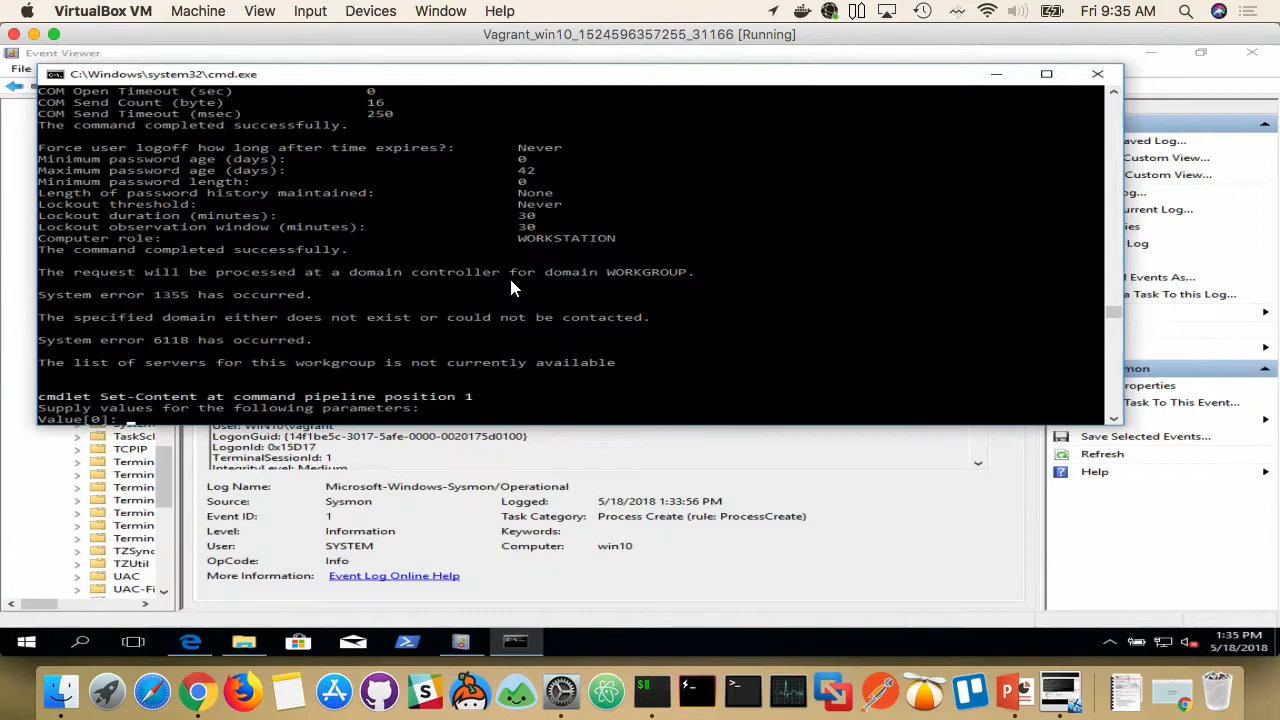 VirtualBox VM Machine View Input Devices Window Help Fri 9:35 AM
Vagrant_win10_1524596357255_31166 [Running]
Event Viewer
File
C:\Windows\system32\cmd.exe
COM Open Timeout (sec) 0
COM Send Count (byte) 16
COM Send Timeout (msec) 250
The command completed successfully.
Force user logoff how long after time expires?: Never
Minimum password age (days): 0
Maximum password age (days): 42
Minimum password length: 0
Length of password history maintained: None
Lockout threshold: Never
Lockout duration (minutes): 30
Lockout observation window (minutes): 30
Computer role: WORKSTATION
The command completed successfully.
The request will be processed at a domain controller for domain WORKGROUP.
System error 1355 has occurred.
The specified domain either does not exist or could not be contacted.
System error 6118 has occurred.
The list of servers for this workgroup is not currently available
cmdlet Set-Content at command pipeline position 1
Supply values for the following parameters:
Value[0]:
aved Log...
Custom View...
Custom View...
og...
urrent Log...
ies
Log
l Events As...
a Task To this Log...
mon
roperties
Task To This Event...
Save Selected Events...
Refresh
Help
TaskScl
TCPIP
Termin
Termin
Termin
Termin
Termin
Termin
Termin
TZSync
TZUtil
UAC
UAC-Fi
LogonGuid: {14f1be5c-3017-5afe-0000-0020175d0100}
LogonId: 0x15D17
TerminalSessionId: 1
IntegrityLevel: Medium
Log Name: Microsoft-Windows-Sysmon/Operational
Source: Sysmon Logged: 5/18/2018 1:33:56 PM
Event ID: 1 Task Category: Process Create (rule: ProcessCreate)
Level: Information Keywords:
User: SYSTEM Computer: win10
OpCode: Info
More Information: Event Log Online Help
1:35 PM
5/18/2018